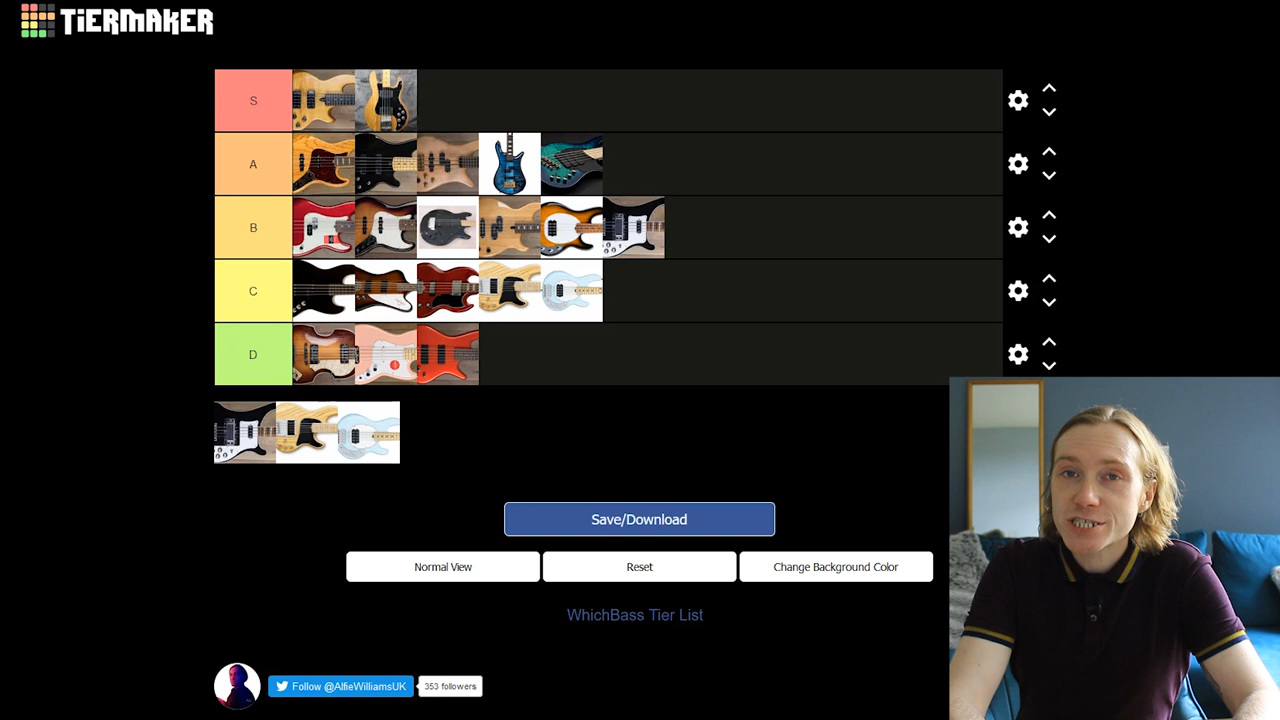 TiERMAKER
S
A
B
C
D
Save/Download
Normal View
Reset
Change Background Color
WhichBass Tier List
Follow @AlfieWilliamsUK
353 followers